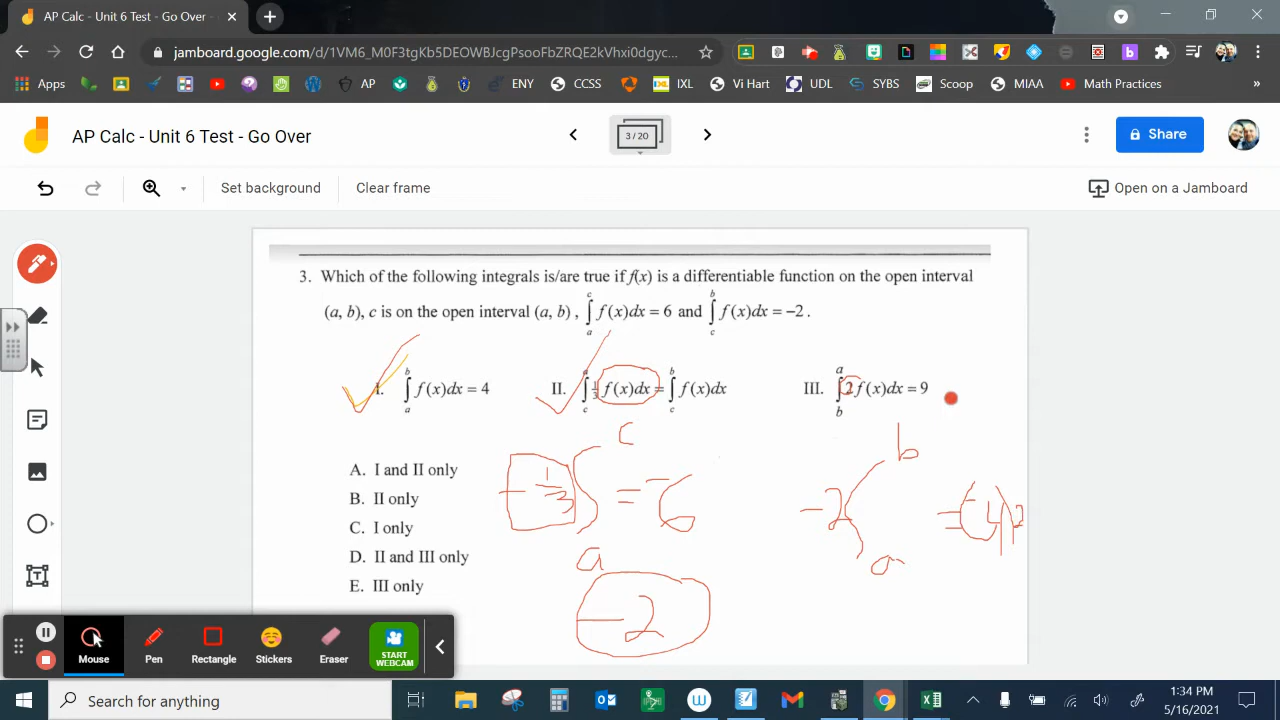 AP Calc - Unit 6 Test - Go Over -
jamboard.google.com/d/1VM6_M0F3tgKb5DEOWBJcgPsooFbZRQE2kVhxi0dgyc...
Apps AP ENY CCSS IXL Vi Hart UDL SYBS Scoop MIAA Math Practices »
AP Calc - Unit 6 Test - Go Over
3 / 20
Share
Set background
Clear frame
Open on a Jamboard
3. Which of the following integrals is/are true if f(x) is a differentiable function on the open interval
(a, b), c is on the open interval (a, b), ∫_a^c f(x)dx = 6 and ∫_c^b f(x)dx = −2.
I. ∫_a^b f(x)dx = 4
II. ∫_c^a 1/3 f(x)dx = ∫_c^b f(x)dx
III. ∫_b^a 2f(x)dx = 9
A. I and II only
B. II only
C. I only
D. II and III only
E. III only
− 1/3 ∫_a^c = −6
−2
−2 ∫_a^b
Mouse
Pen
Rectangle
Stickers
Eraser
START
WEBCAM
Search for anything
1:34 PM
5/16/2021